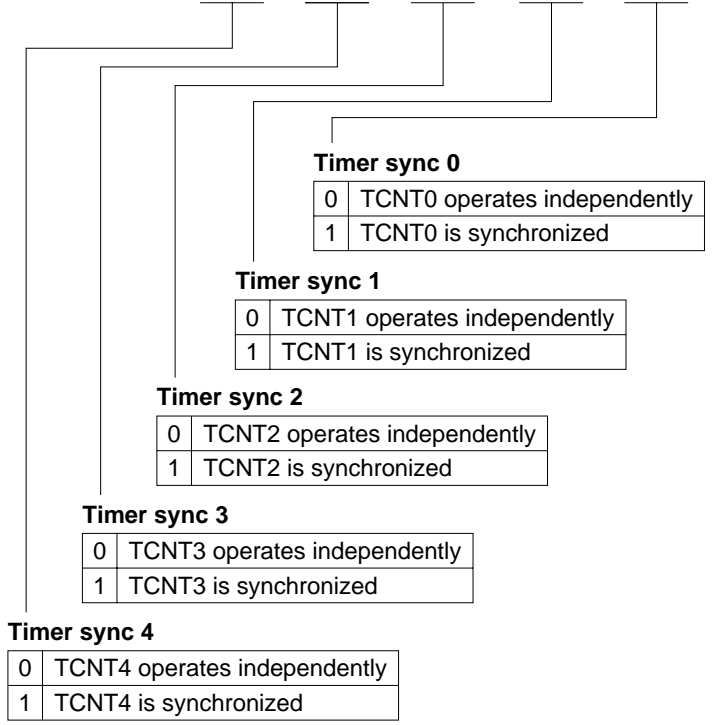 Timer sync 0
0 TCNT0 operates independently
1 TCNT0 is synchronized
Timer sync 1
0 TCNT1 operates independently
1 TCNT1 is synchronized
Timer sync 2
0 TCNT2 operates independently
1 TCNT2 is synchronized
Timer sync 3
0 TCNT3 operates independently
1 TCNT3 is synchronized
Timer sync 4
0 TCNT4 operates independently
1 TCNT4 is synchronized